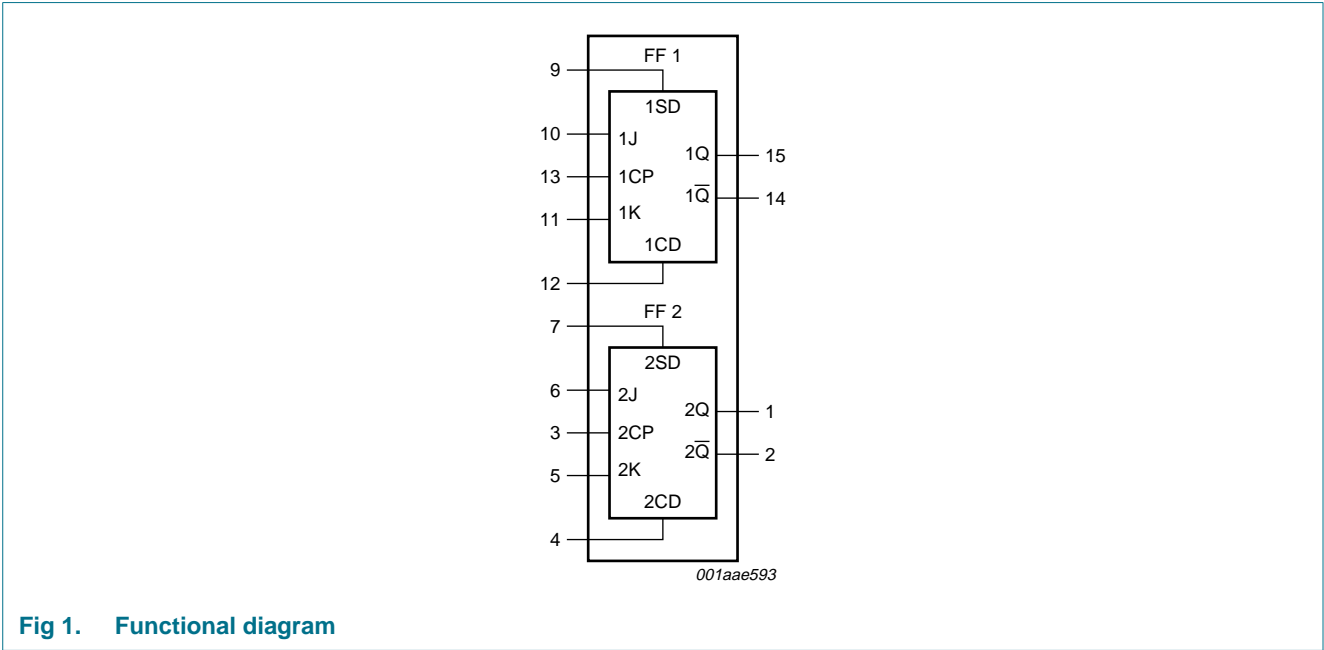 FF 1
9
1SD
10
1J
1Q
15
13
1CP
1Q̅
14
11
1K
1CD
12
FF 2
7
2SD
6
2J
2Q
1
3
2CP
2Q̅
2
5
2K
2CD
4
001aae593
Fig 1. Functional diagram